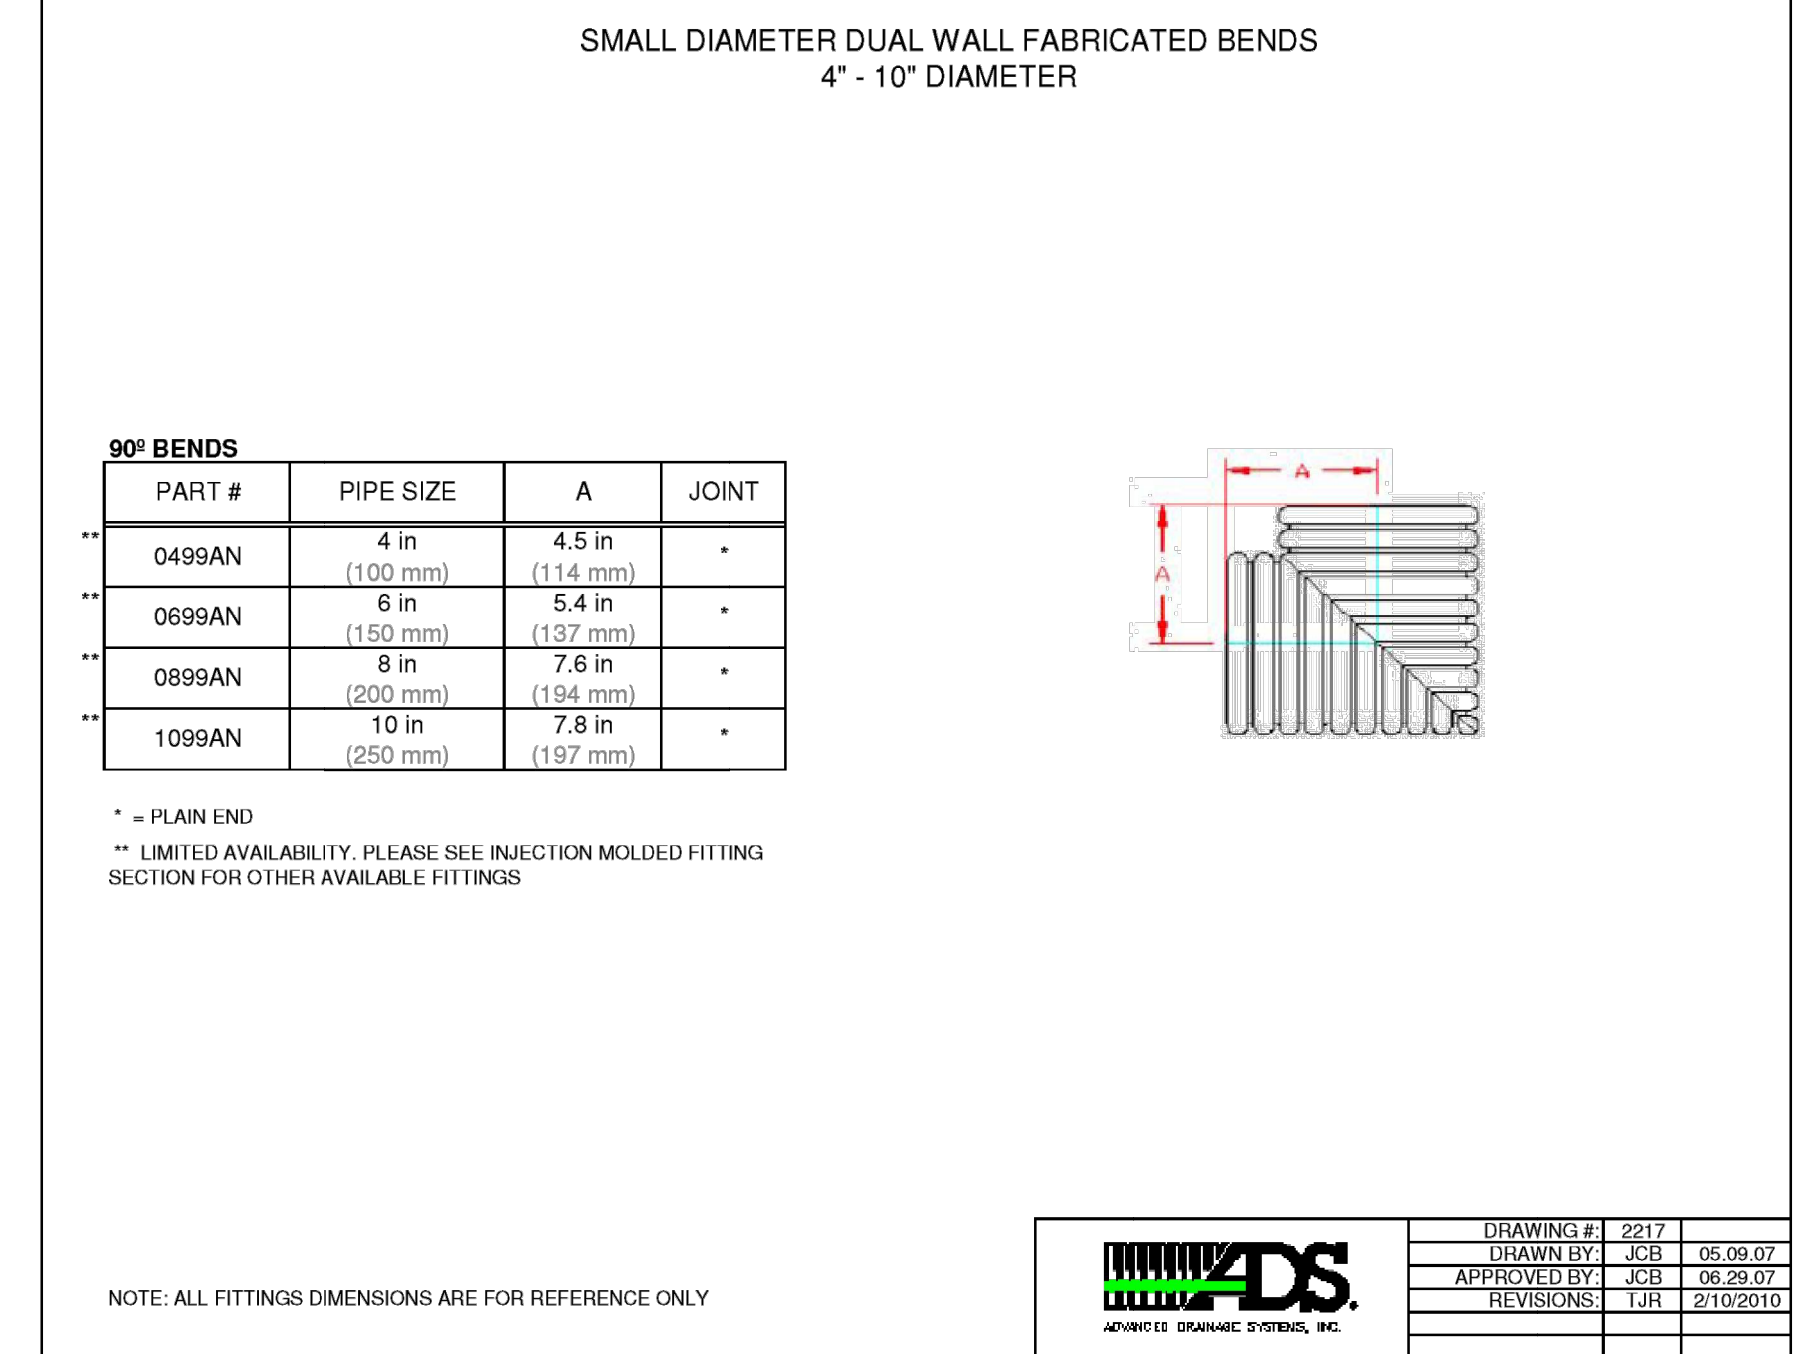 SMALL DIAMETER DUAL WALL FABRICATED BENDS
4" - 10" DIAMETER
90º BENDS
PART # PIPE SIZE A JOINT
** 0499AN 4 in (100 mm) 4.5 in (114 mm) *
** 0699AN 6 in (150 mm) 5.4 in (137 mm) *
** 0899AN 8 in (200 mm) 7.6 in (194 mm) *
** 1099AN 10 in (250 mm) 7.8 in (197 mm) *
* = PLAIN END
** LIMITED AVAILABILITY. PLEASE SEE INJECTION MOLDED FITTING
SECTION FOR OTHER AVAILABLE FITTINGS
A
A
NOTE: ALL FITTINGS DIMENSIONS ARE FOR REFERENCE ONLY
ADS.
ADVANCED DRAINAGE SYSTEMS, INC.
DRAWING #: 2217
DRAWN BY: JCB 05.09.07
APPROVED BY: JCB 06.29.07
REVISIONS: TJR 2/10/2010